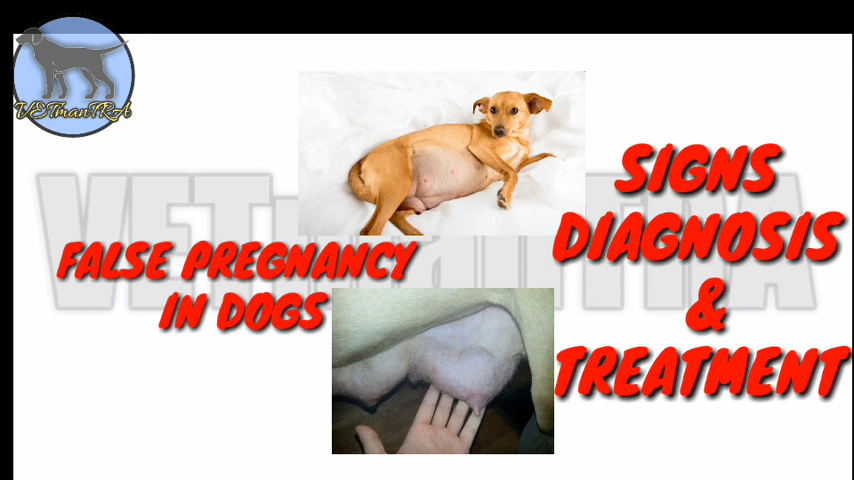 VETmanTRA
FALSE PREGNANCY
IN DOGS
SIGNS
DIAGNOSIS
&
TREATMENT